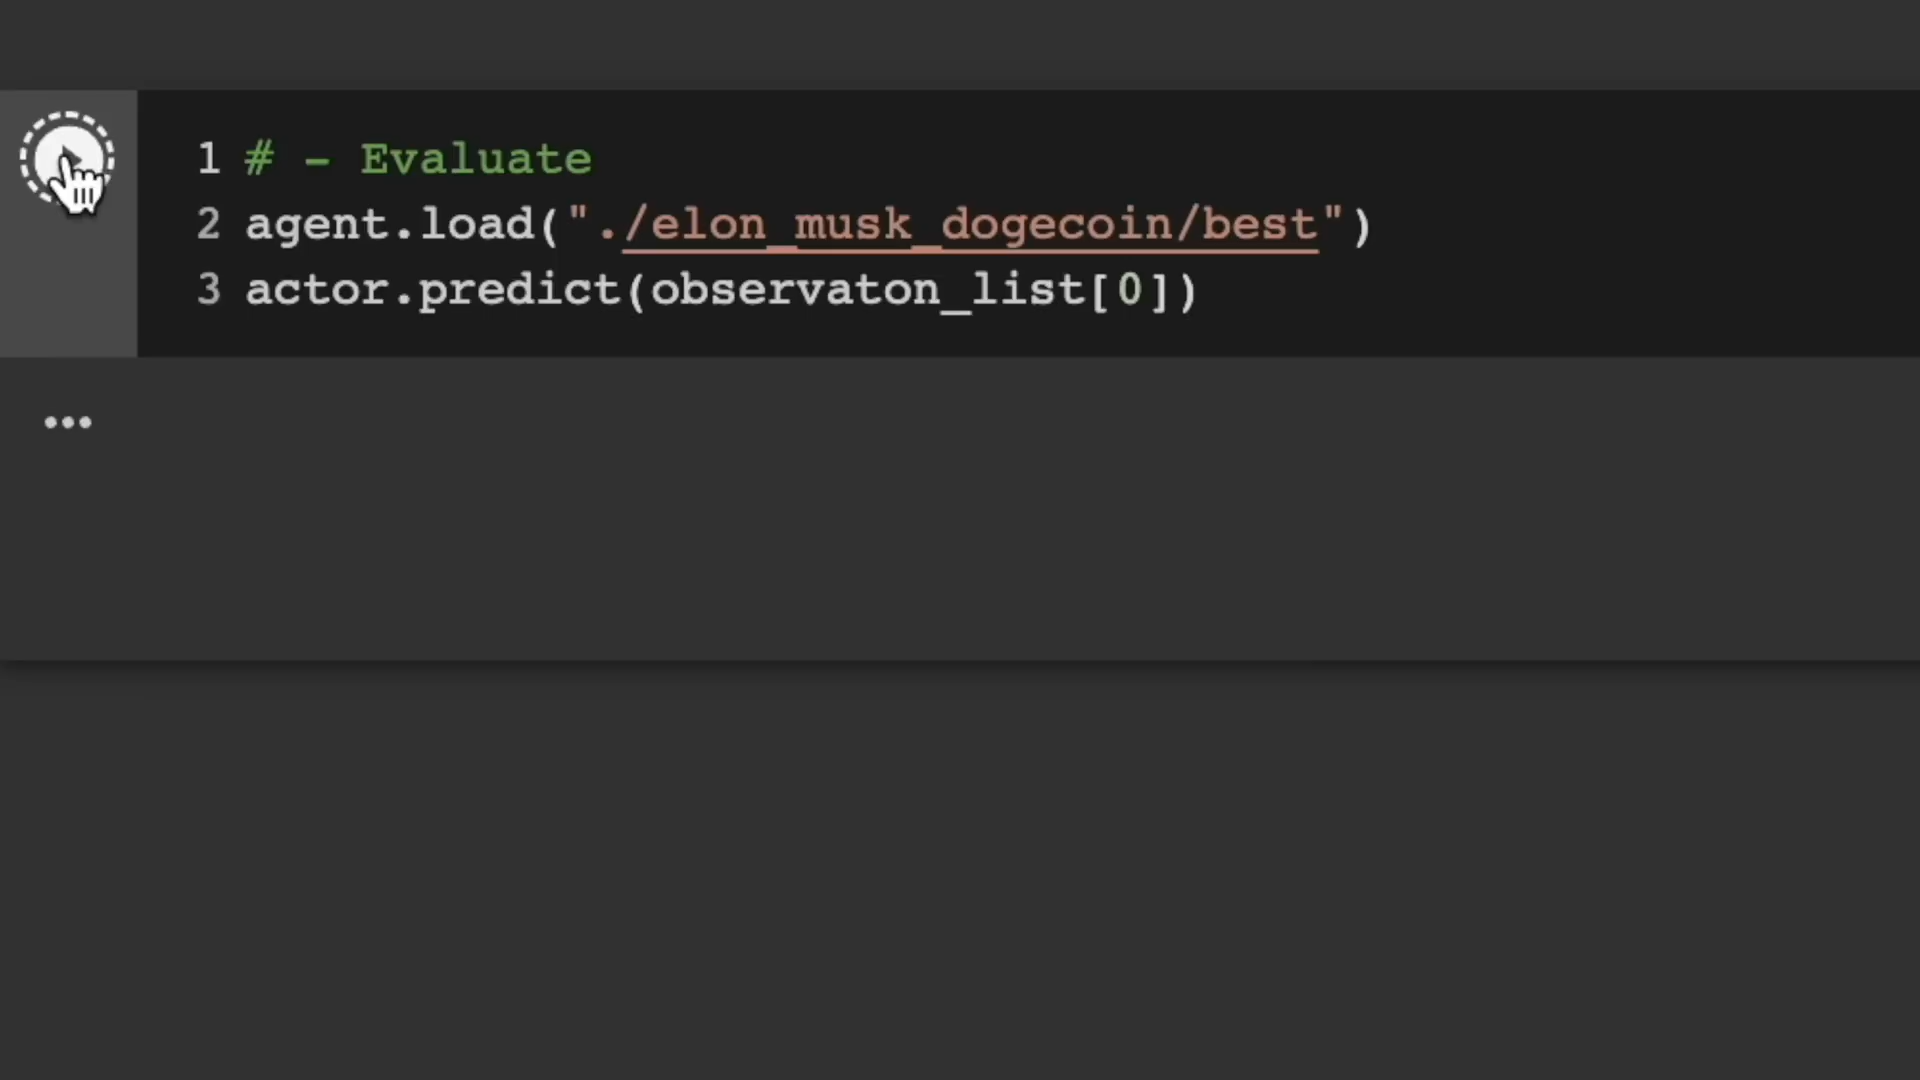 1 # - Evaluate
2 agent.load("./elon_musk_dogecoin/best")
3 actor.predict(observaton_list[0])